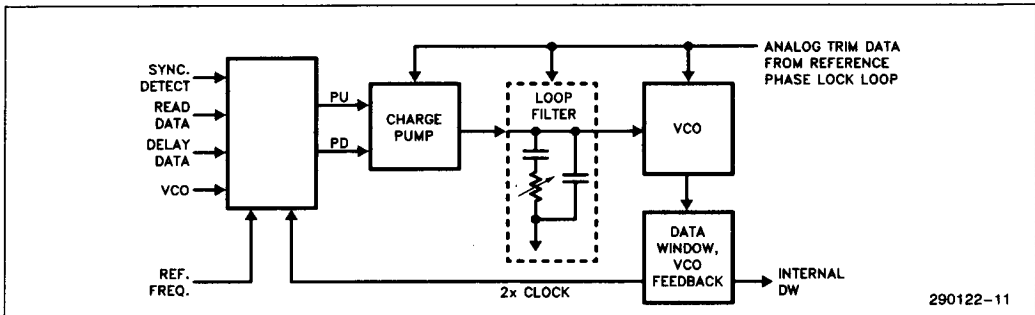 SYNC.
DETECT
READ
DATA
DELAY
DATA
VCO
REF.
FREQ.
PU
PD
CHARGE
PUMP
LOOP
FILTER
VCO
ANALOG TRIM DATA
FROM REFERENCE
PHASE LOCK LOOP
DATA
WINDOW,
VCO
FEEDBACK
2x CLOCK
INTERNAL
DW
290122-11